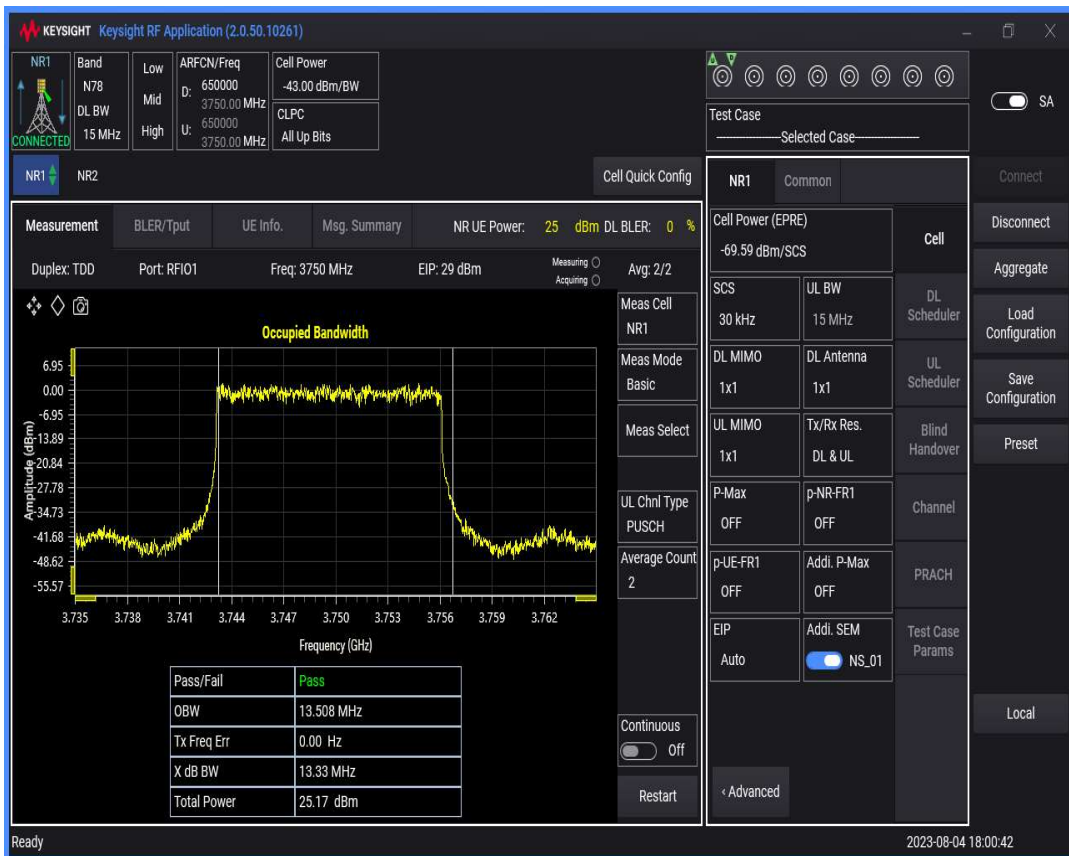 KEYSIGHT Keysight RF Application (2.0.50.10261)
NR1
CONNECTED
Band
N78
DL BW
15 MHz
Low
Mid
High
ARFCN/Freq
D: 650000
3750.00 MHz
U: 650000
3750.00 MHz
Cell Power
-43.00 dBm/BW
CLPC
All Up Bits
Test Case
--------------------Selected Case--------------------
SA
NR1 NR2 Cell Quick Config
Measurement BLER/Tput UE Info. Msg. Summary NR UE Power: 25 dBm DL BLER: 0 %
Duplex: TDD Port: RFIO1 Freq: 3750 MHz EIP: 29 dBm Measuring Acquiring Avg: 2/2
Occupied Bandwidth
Amplitude (dBm)
6.95
0.00
-6.95
-13.89
-20.84
-27.78
-34.73
-41.68
-48.62
-55.57
3.735 3.738 3.741 3.744 3.747 3.750 3.753 3.756 3.759 3.762
Frequency (GHz)
Pass/Fail Pass
OBW 13.508 MHz
Tx Freq Err 0.00 Hz
X dB BW 13.33 MHz
Total Power 25.17 dBm
Meas Cell
NR1
Meas Mode
Basic
Meas Select
UL Chnl Type
PUSCH
Average Count
2
Continuous
Off
Restart
NR1 Common
Cell Power (EPRE)
-69.59 dBm/SCS
SCS
30 kHz
UL BW
15 MHz
DL MIMO
1x1
DL Antenna
1x1
UL MIMO
1x1
Tx/Rx Res.
DL & UL
P-Max
OFF
p-NR-FR1
OFF
p-UE-FR1
OFF
Addi. P-Max
OFF
EIP
Auto
Addi. SEM
NS_01
‹ Advanced
Cell
DL
Scheduler
UL
Scheduler
Blind
Handover
Channel
PRACH
Test Case
Params
Connect
Disconnect
Aggregate
Load
Configuration
Save
Configuration
Preset
Local
Ready
2023-08-04 18:00:42